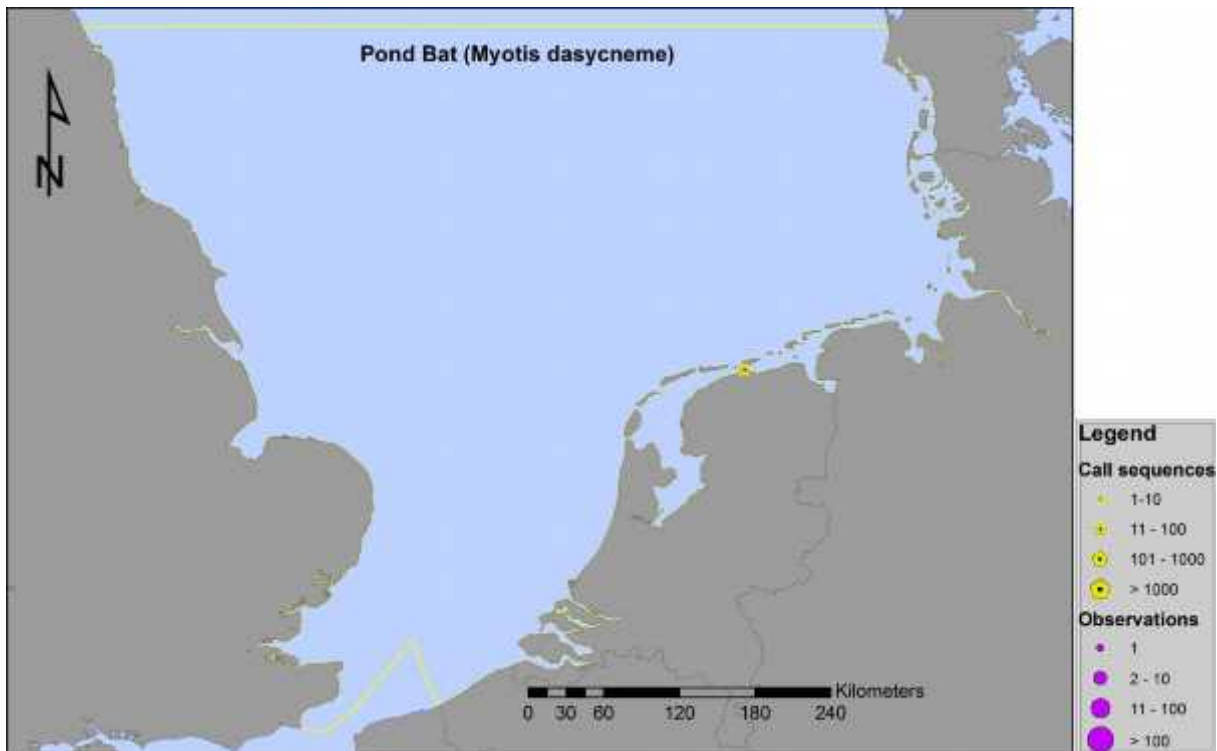 Pond Bat (Myotis dasycneme)
N
Legend
Call sequences
1-10
11 - 100
101 - 1000
> 1000
Observations
1
2 - 10
11 - 100
> 100
Kilometers
0 30 60 120 180 240